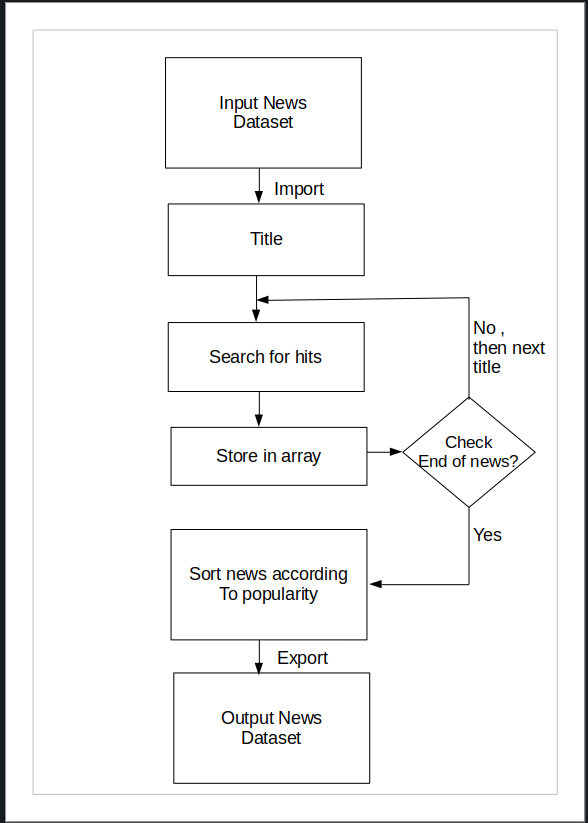 Input News
Dataset
Import
Title
Search for hits
No ,
then next
title
Store in array
Check
End of news?
Yes
Sort news according
To popularity
Export
Output News
Dataset